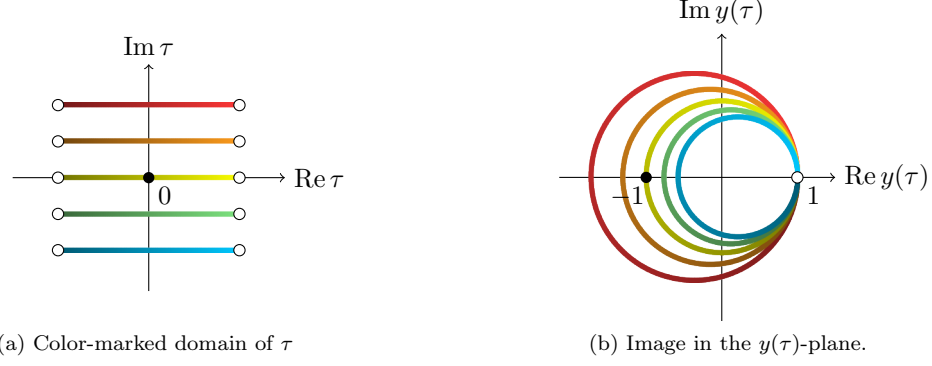 Im τ
Re τ
0
(a) Color-marked domain of τ
Im y(τ)
Re y(τ)
−1
1
(b) Image in the y(τ)-plane.